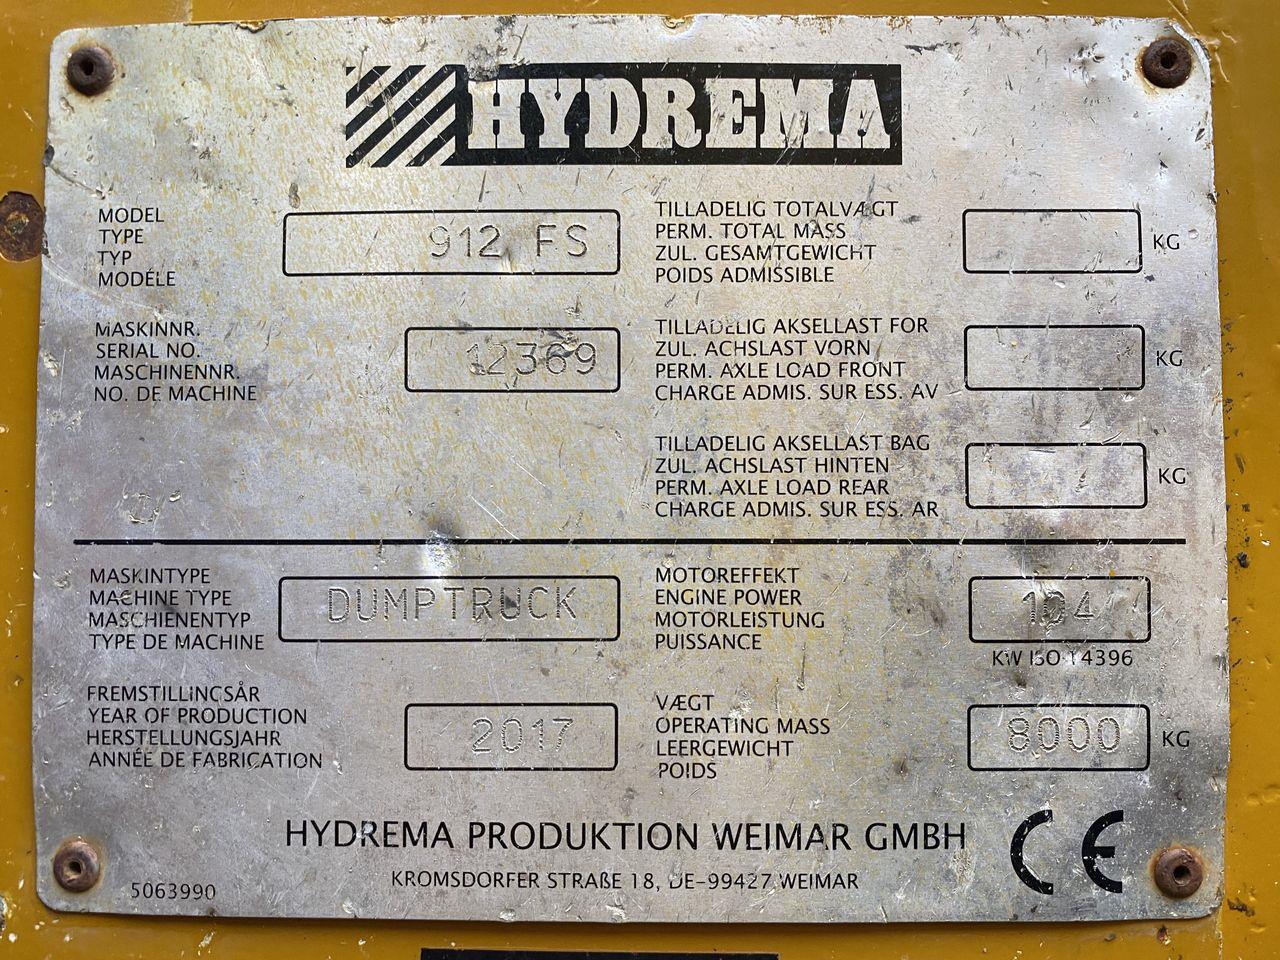 HYDREMA
MODEL
TYPE
TYP
MODÉLE
912 FS
TILLADELIG TOTALVÆGT
PERM. TOTAL MASS
ZUL. GESAMTGEWICHT
POIDS ADMISSIBLE
KG
MASKINNR.
SERIAL NO.
MASCHINENNR.
NO. DE MACHINE
12369
TILLADELIG AKSELLAST FOR
ZUL. ACHSLAST VORN
PERM. AXLE LOAD FRONT
CHARGE ADMIS. SUR ESS. AV
KG
TILLADELIG AKSELLAST BAG
ZUL. ACHSLAST HINTEN
PERM. AXLE LOAD REAR
CHARGE ADMIS. SUR ESS. AR
KG
MASKINTYPE
MACHINE TYPE
MASCHIENENTYP
TYPE DE MACHINE
DUMPTRUCK
MOTOREFFEKT
ENGINE POWER
MOTORLEISTUNG
PUISSANCE
104
KW ISO 14396
FREMSTILLINGSÅR
YEAR OF PRODUCTION
HERSTELLUNGSJAHR
ANNÉE DE FABRICATION
2017
VÆGT
OPERATING MASS
LEERGEWICHT
POIDS
8000
KG
HYDREMA PRODUKTION WEIMAR GMBH
KROMSDORFER STRAßE 18, DE-99427 WEIMAR
CE
5063990